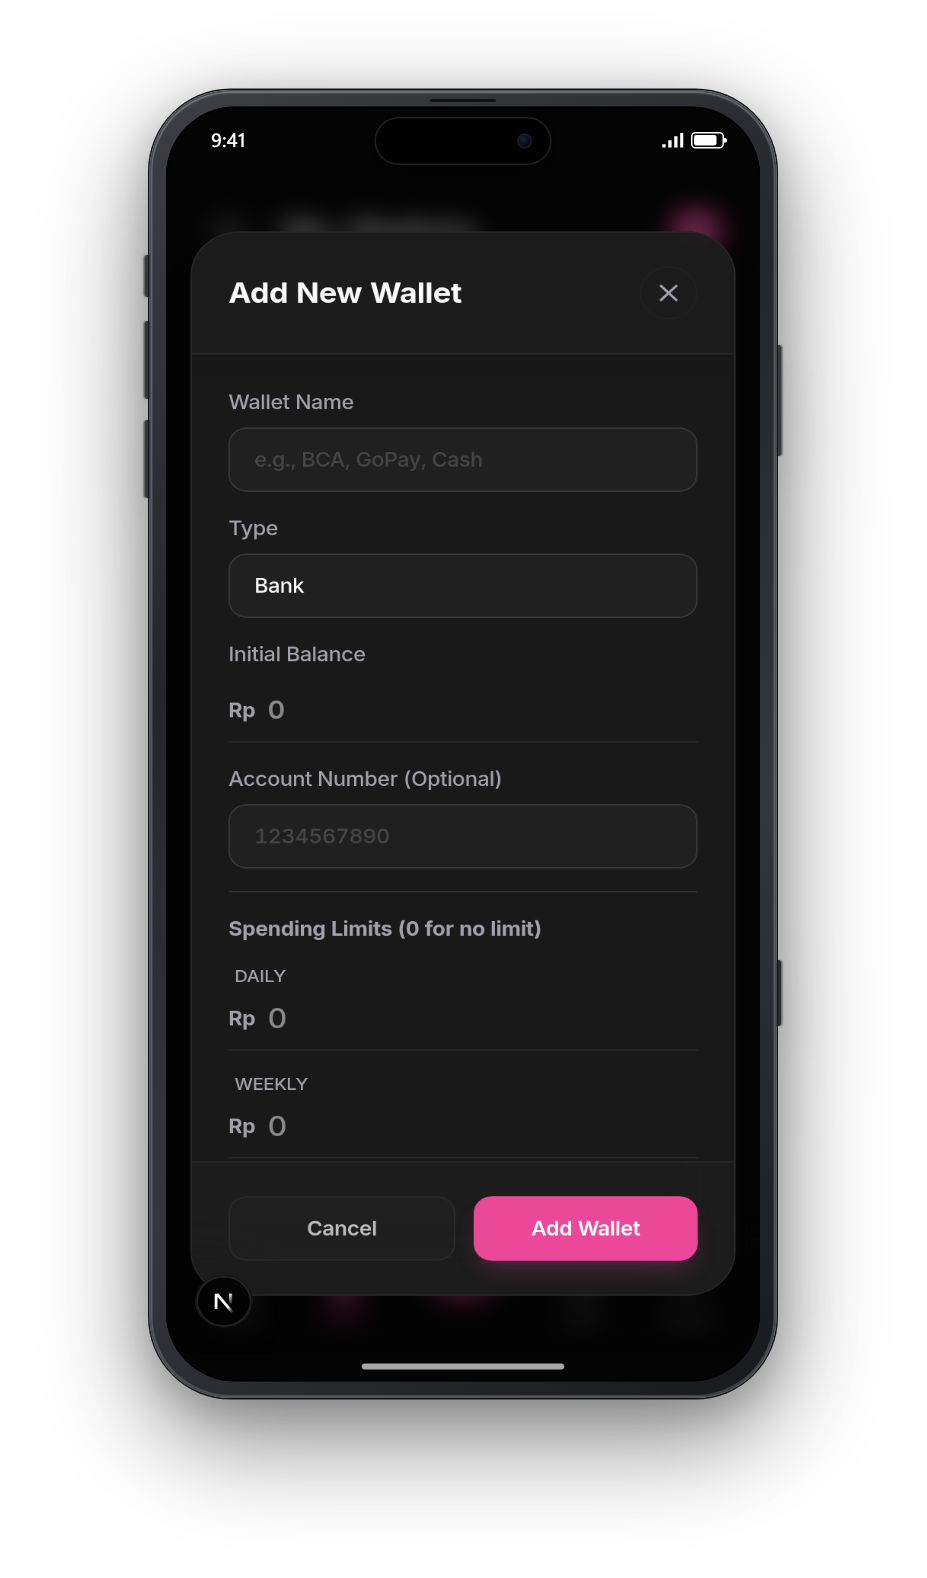 9:41
Add New Wallet
Wallet Name
e.g., BCA, GoPay, Cash
Type
Bank
Initial Balance
Rp 0
Account Number (Optional)
1234567890
Spending Limits (0 for no limit)
DAILY
Rp 0
WEEKLY
Rp 0
Cancel Add Wallet
N